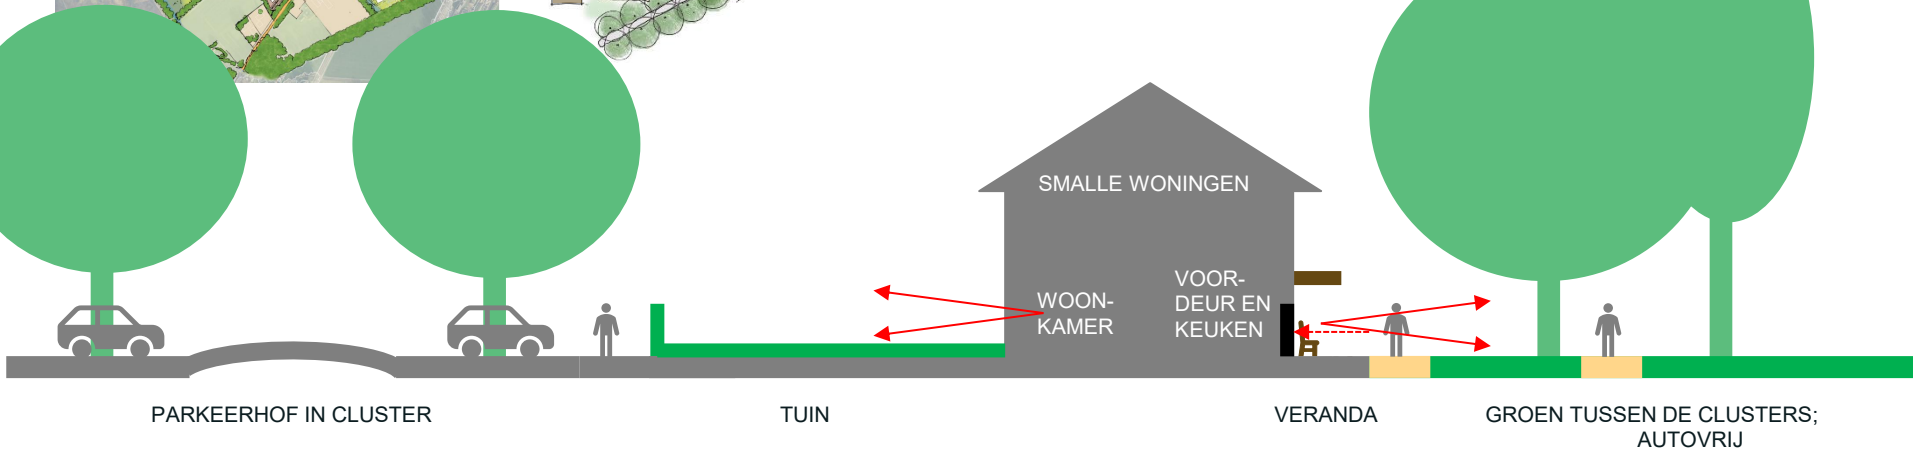 SMALLE WONINGEN
WOON-
KAMER
VOOR-
DEUR EN
KEUKEN
PARKEERHOF IN CLUSTER
TUIN
VERANDA
GROEN TUSSEN DE CLUSTERS;
AUTOVRIJ